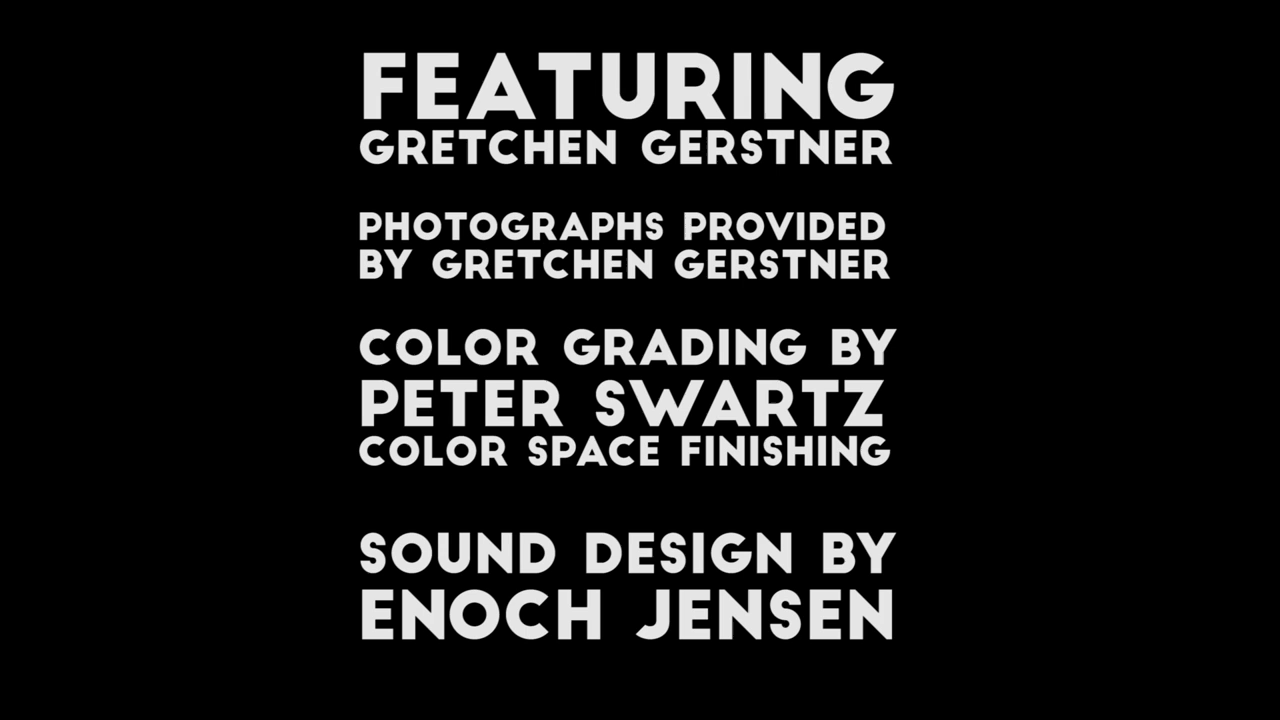 FEATURING
GRETCHEN GERSTNER
PHOTOGRAPHS PROVIDED
BY GRETCHEN GERSTNER
COLOR GRADING BY
PETER SWARTZ
COLOR SPACE FINISHING
SOUND DESIGN BY
ENOCH JENSEN